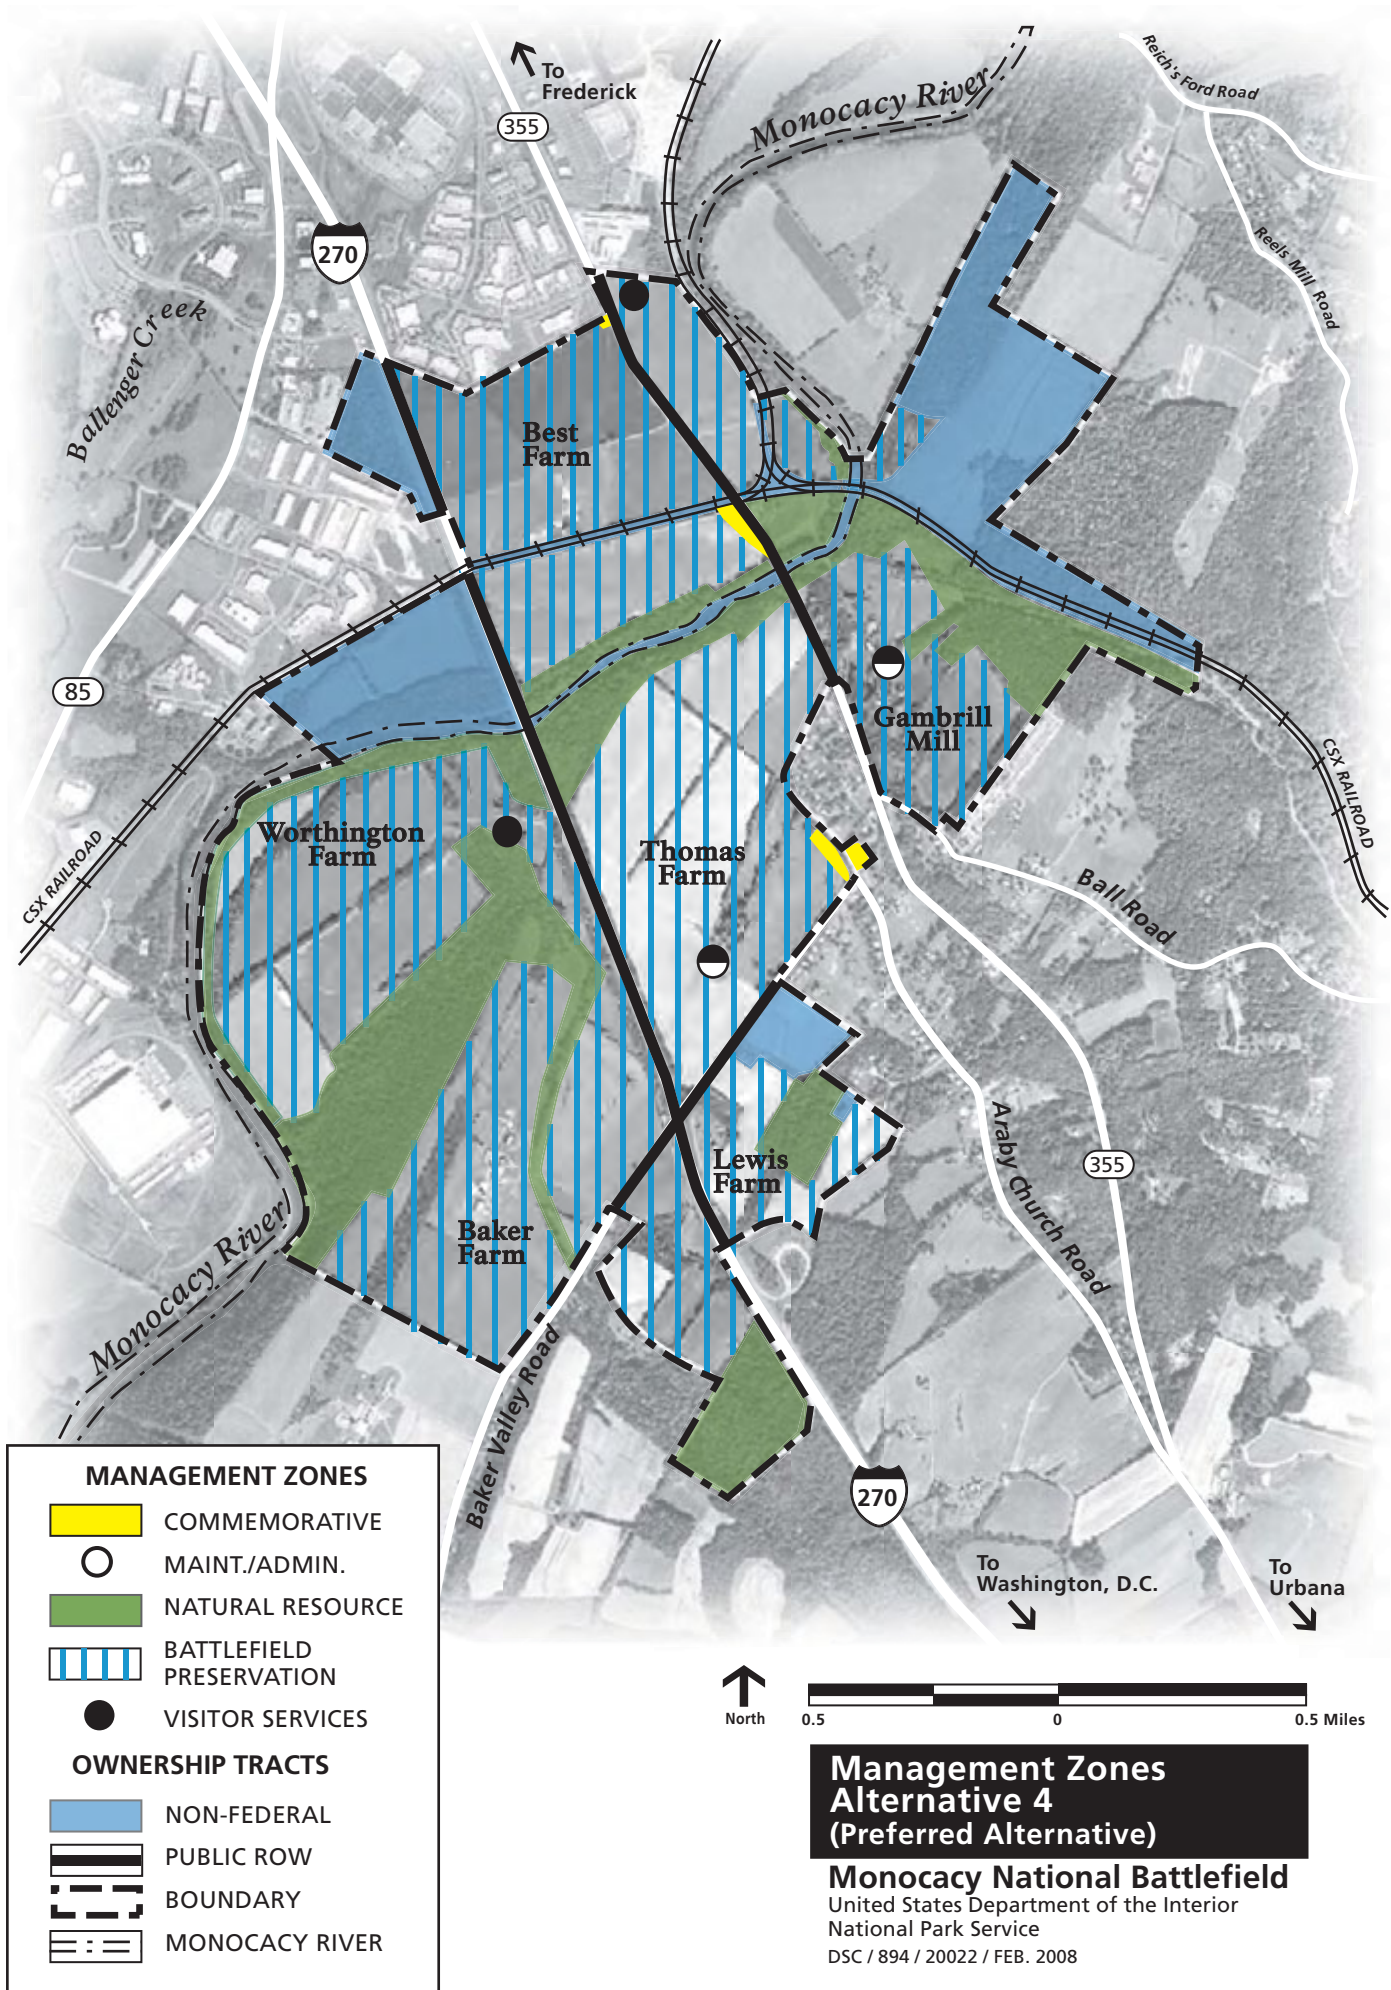 To
Frederick
355
Monocacy River
Reich's Ford Road
270
Reels Mill Road
Ballenger Creek
Best
Farm
85
Gambrill
Mill
CSX RAILROAD
Worthington
Farm
Thomas
Farm
CSX RAILROAD
Ball Road
Araby Church Road
355
Lewis
Farm
Baker
Farm
Monocacy River
Baker Valley Road
270
To
Washington, D.C.
To
Urbana
MANAGEMENT ZONES
COMMEMORATIVE
MAINT./ADMIN.
NATURAL RESOURCE
BATTLEFIELD
PRESERVATION
VISITOR SERVICES
OWNERSHIP TRACTS
NON-FEDERAL
PUBLIC ROW
BOUNDARY
MONOCACY RIVER
North
0.5 0 0.5 Miles
Management Zones
Alternative 4
(Preferred Alternative)
Monocacy National Battlefield
United States Department of the Interior
National Park Service
DSC / 894 / 20022 / FEB. 2008